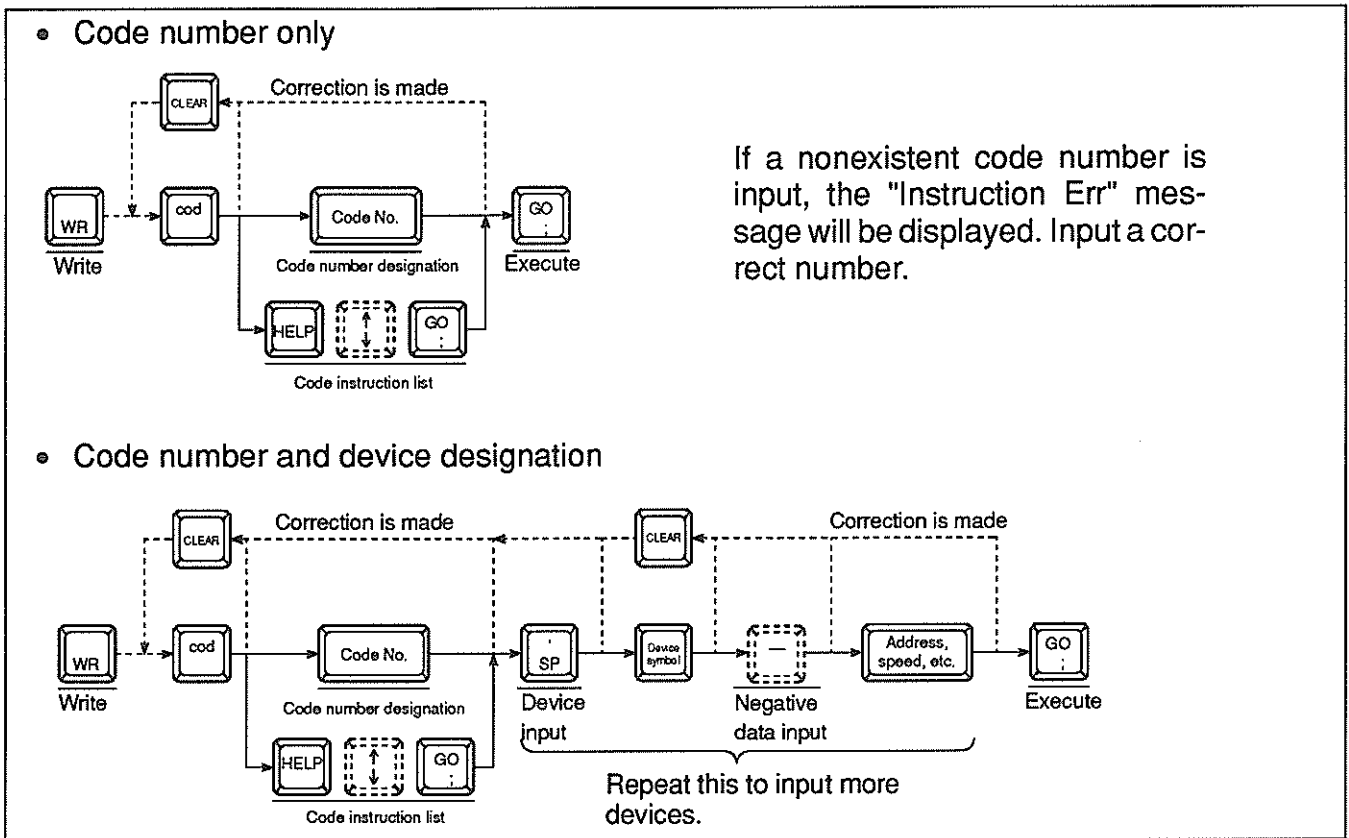 • Code number only
Correction is made
CLEAR
WR
cod
Code No.
GO
;
Write
Code number designation
Execute
HELP
GO
;
Code instruction list
If a nonexistent code number is
input, the "Instruction Err" mes-
sage will be displayed. Input a cor-
rect number.
• Code number and device designation
CLEAR
Correction is made
CLEAR
Correction is made
WR
cod
Code No.
'
SP
Device
symbol
−
Address,
speed, etc.
GO
;
Write
Code number designation
Device
input
Negative
data input
Execute
HELP
GO
;
Code instruction list
Repeat this to input more
devices.